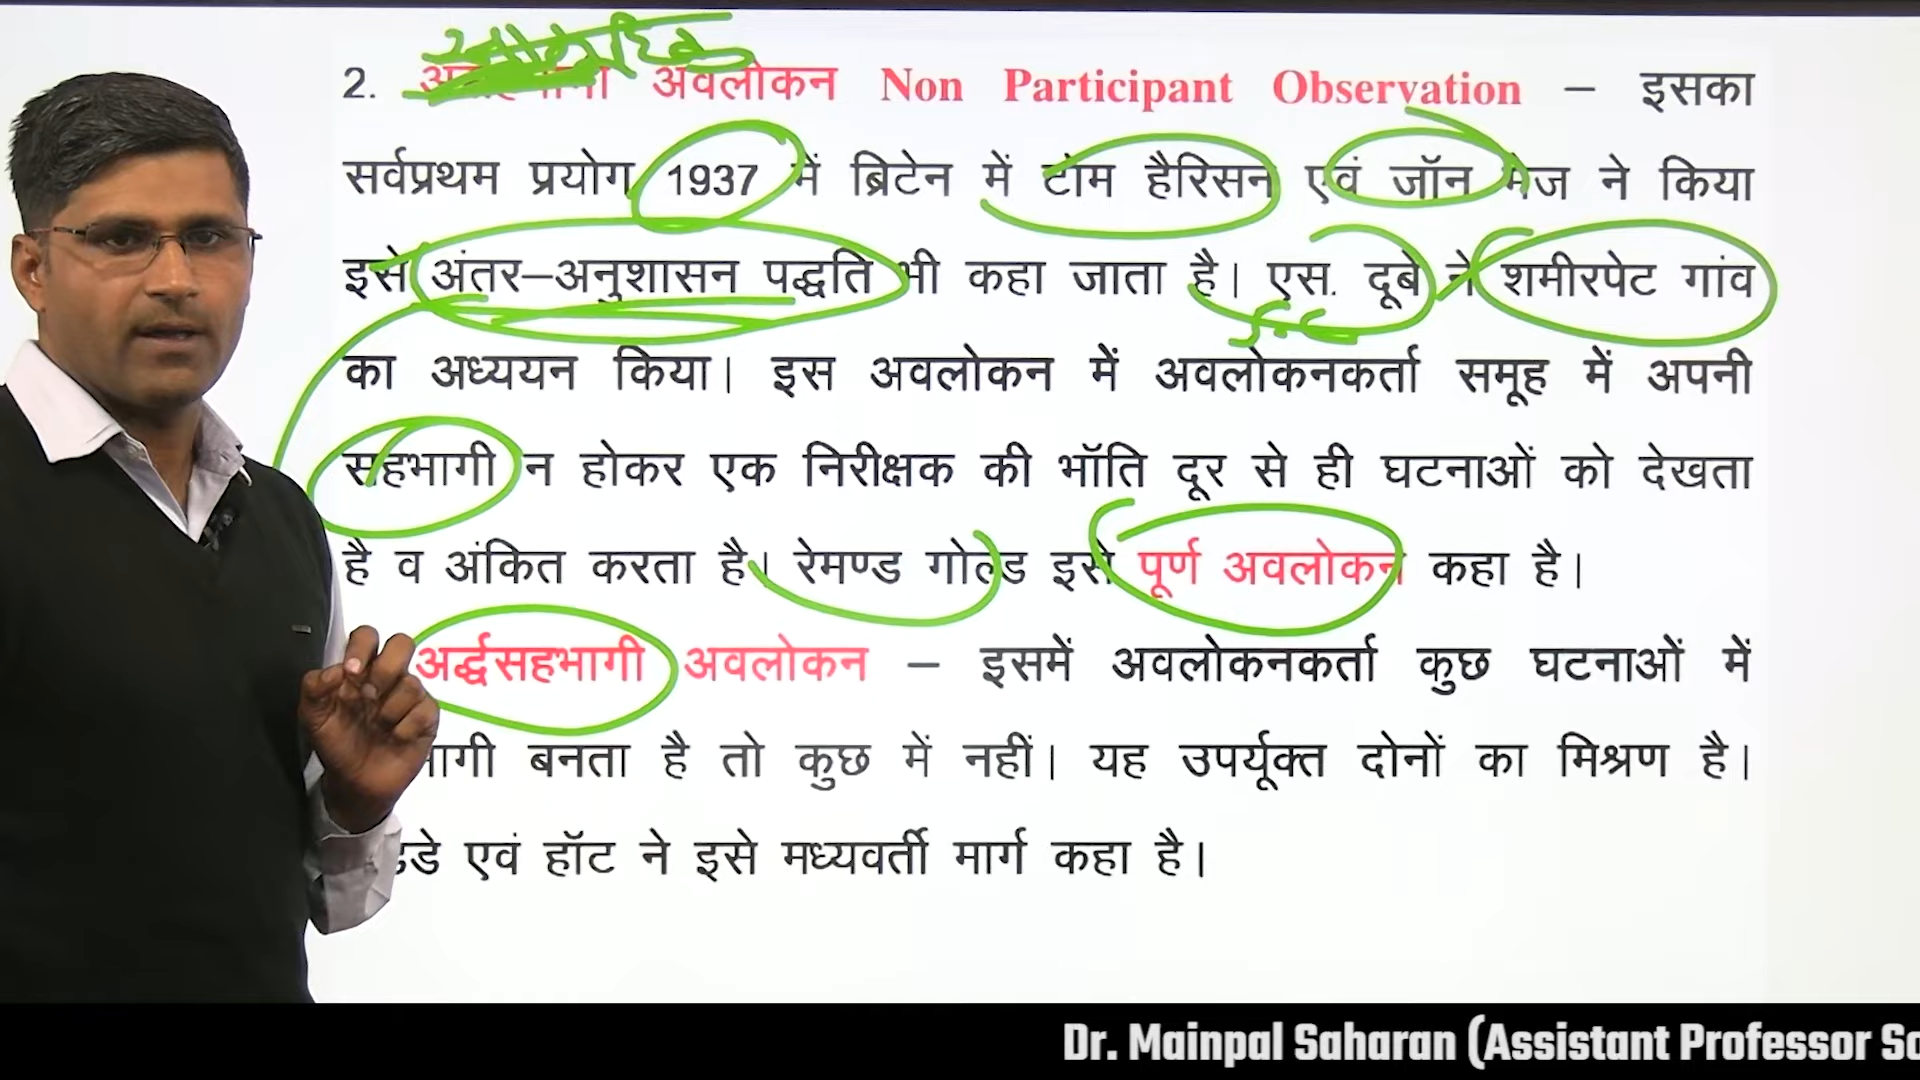 2. अवलोकन Non Participant Observation – इसका
सर्वप्रथम प्रयोग 1937 में ब्रिटेन में टोम हैरिसन एवं जॉन मेज ने किया
इसे अंतर–अनुशासन पद्धति भी कहा जाता है। एस. दूबे ने शमीरपेट गांव
S.C
का अध्ययन किया। इस अवलोकन में अवलोकनकर्ता समूह में अपनी
सहभागी न होकर एक निरीक्षक की भॉति दूर से ही घटनाओं को देखता
है व अंकित करता है। रेमण्ड गोल्ड इसे पूर्ण अवलोकन कहा है।
अर्द्धसहभागी अवलोकन – इसमें अवलोकनकर्ता कुछ घटनाओं में
बनता है तो कुछ में नहीं। यह उपर्यूक्त दोनों का मिश्रण है।
एवं हॉट ने इसे मध्यवर्ती मार्ग कहा है।
Dr. Mainpal Saharan (Assistant Professor So